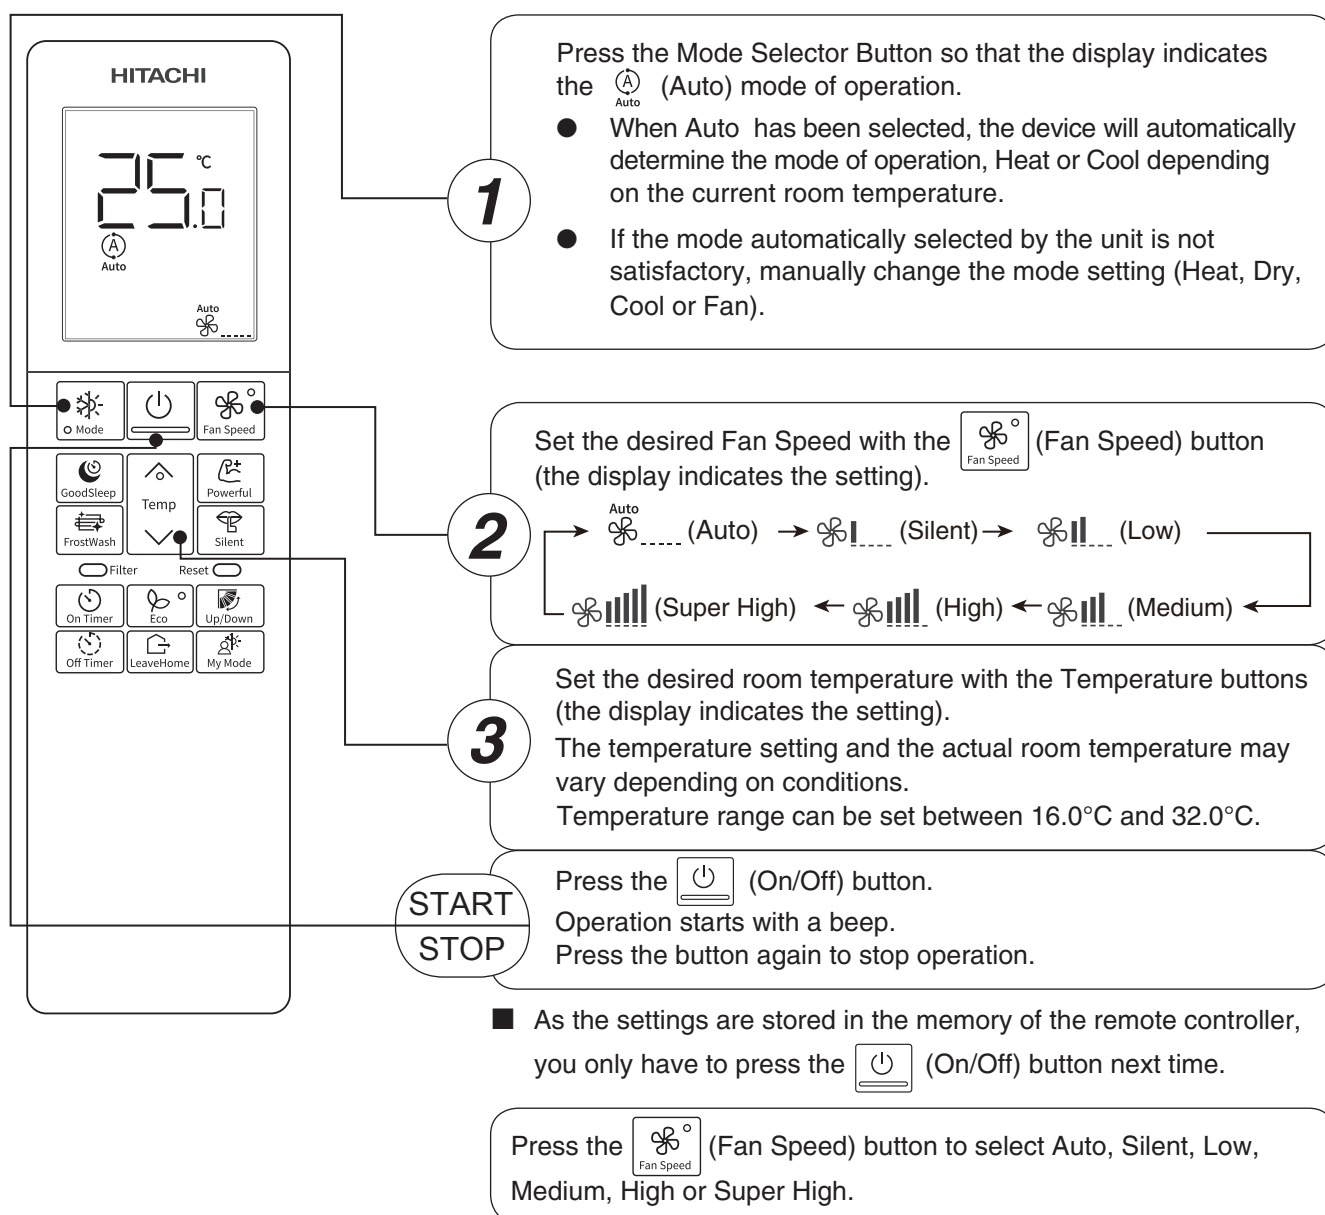 HITACHI
25.0 °C
A
Auto
Auto
Mode
Fan Speed
GoodSleep
Temp
Powerful
FrostWash
Silent
Filter
Reset
On Timer
Eco
Up/Down
Off Timer
LeaveHome
My Mode
1
Press the Mode Selector Button so that the display indicates
the A Auto (Auto) mode of operation.
● When Auto has been selected, the device will automatically
determine the mode of operation, Heat or Cool depending
on the current room temperature.
● If the mode automatically selected by the unit is not
satisfactory, manually change the mode setting (Heat, Dry,
Cool or Fan).
2
Set the desired Fan Speed with the Fan Speed (Fan Speed) button
(the display indicates the setting).
Auto (Auto) → (Silent) → (Low)
(Super High) ← (High) ← (Medium)
3
Set the desired room temperature with the Temperature buttons
(the display indicates the setting).
The temperature setting and the actual room temperature may
vary depending on conditions.
Temperature range can be set between 16.0°C and 32.0°C.
START
STOP
Press the (On/Off) button.
Operation starts with a beep.
Press the button again to stop operation.
■ As the settings are stored in the memory of the remote controller,
you only have to press the (On/Off) button next time.
Press the Fan Speed (Fan Speed) button to select Auto, Silent, Low,
Medium, High or Super High.